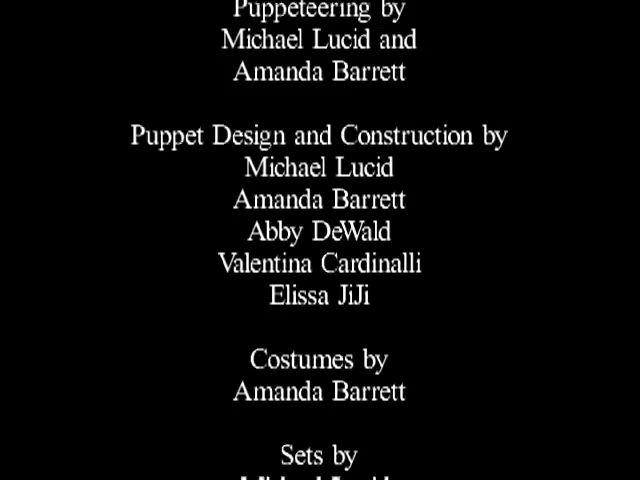 Puppeteering by
Michael Lucid and
Amanda Barrett
Puppet Design and Construction by
Michael Lucid
Amanda Barrett
Abby DeWald
Valentina Cardinalli
Elissa JiJi
Costumes by
Amanda Barrett
Sets by